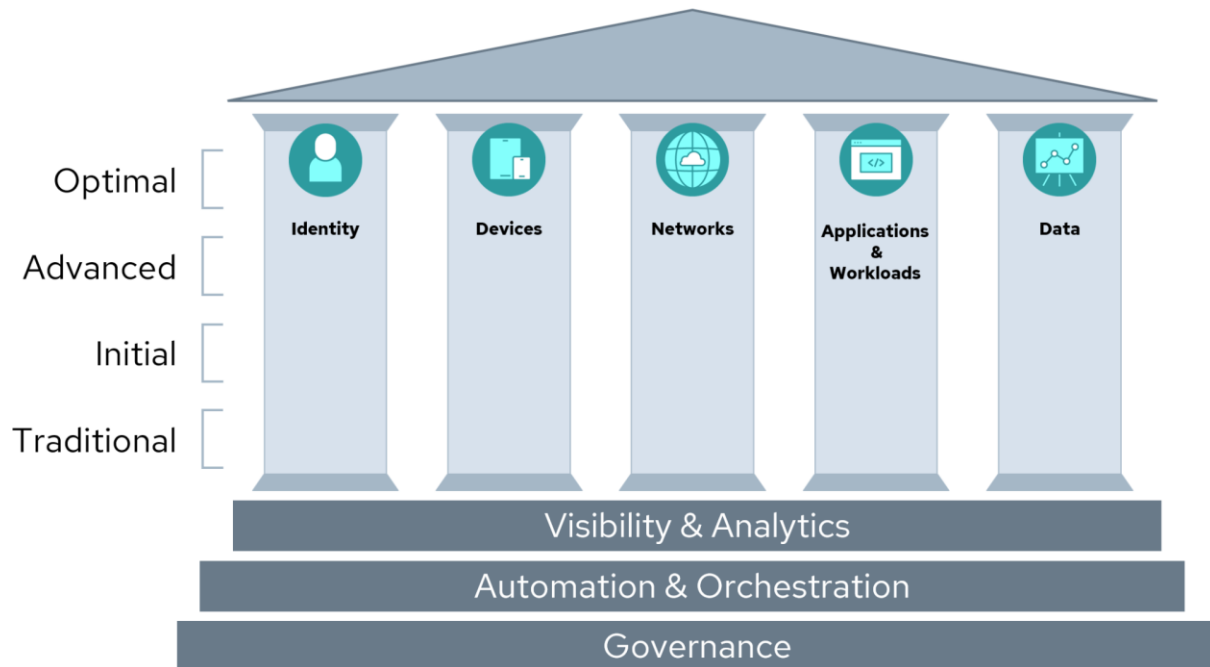 Optimal
Advanced
Initial
Traditional
Identity
Devices
Networks
Applications
&
Workloads
</>
Data
Visibility & Analytics
Automation & Orchestration
Governance